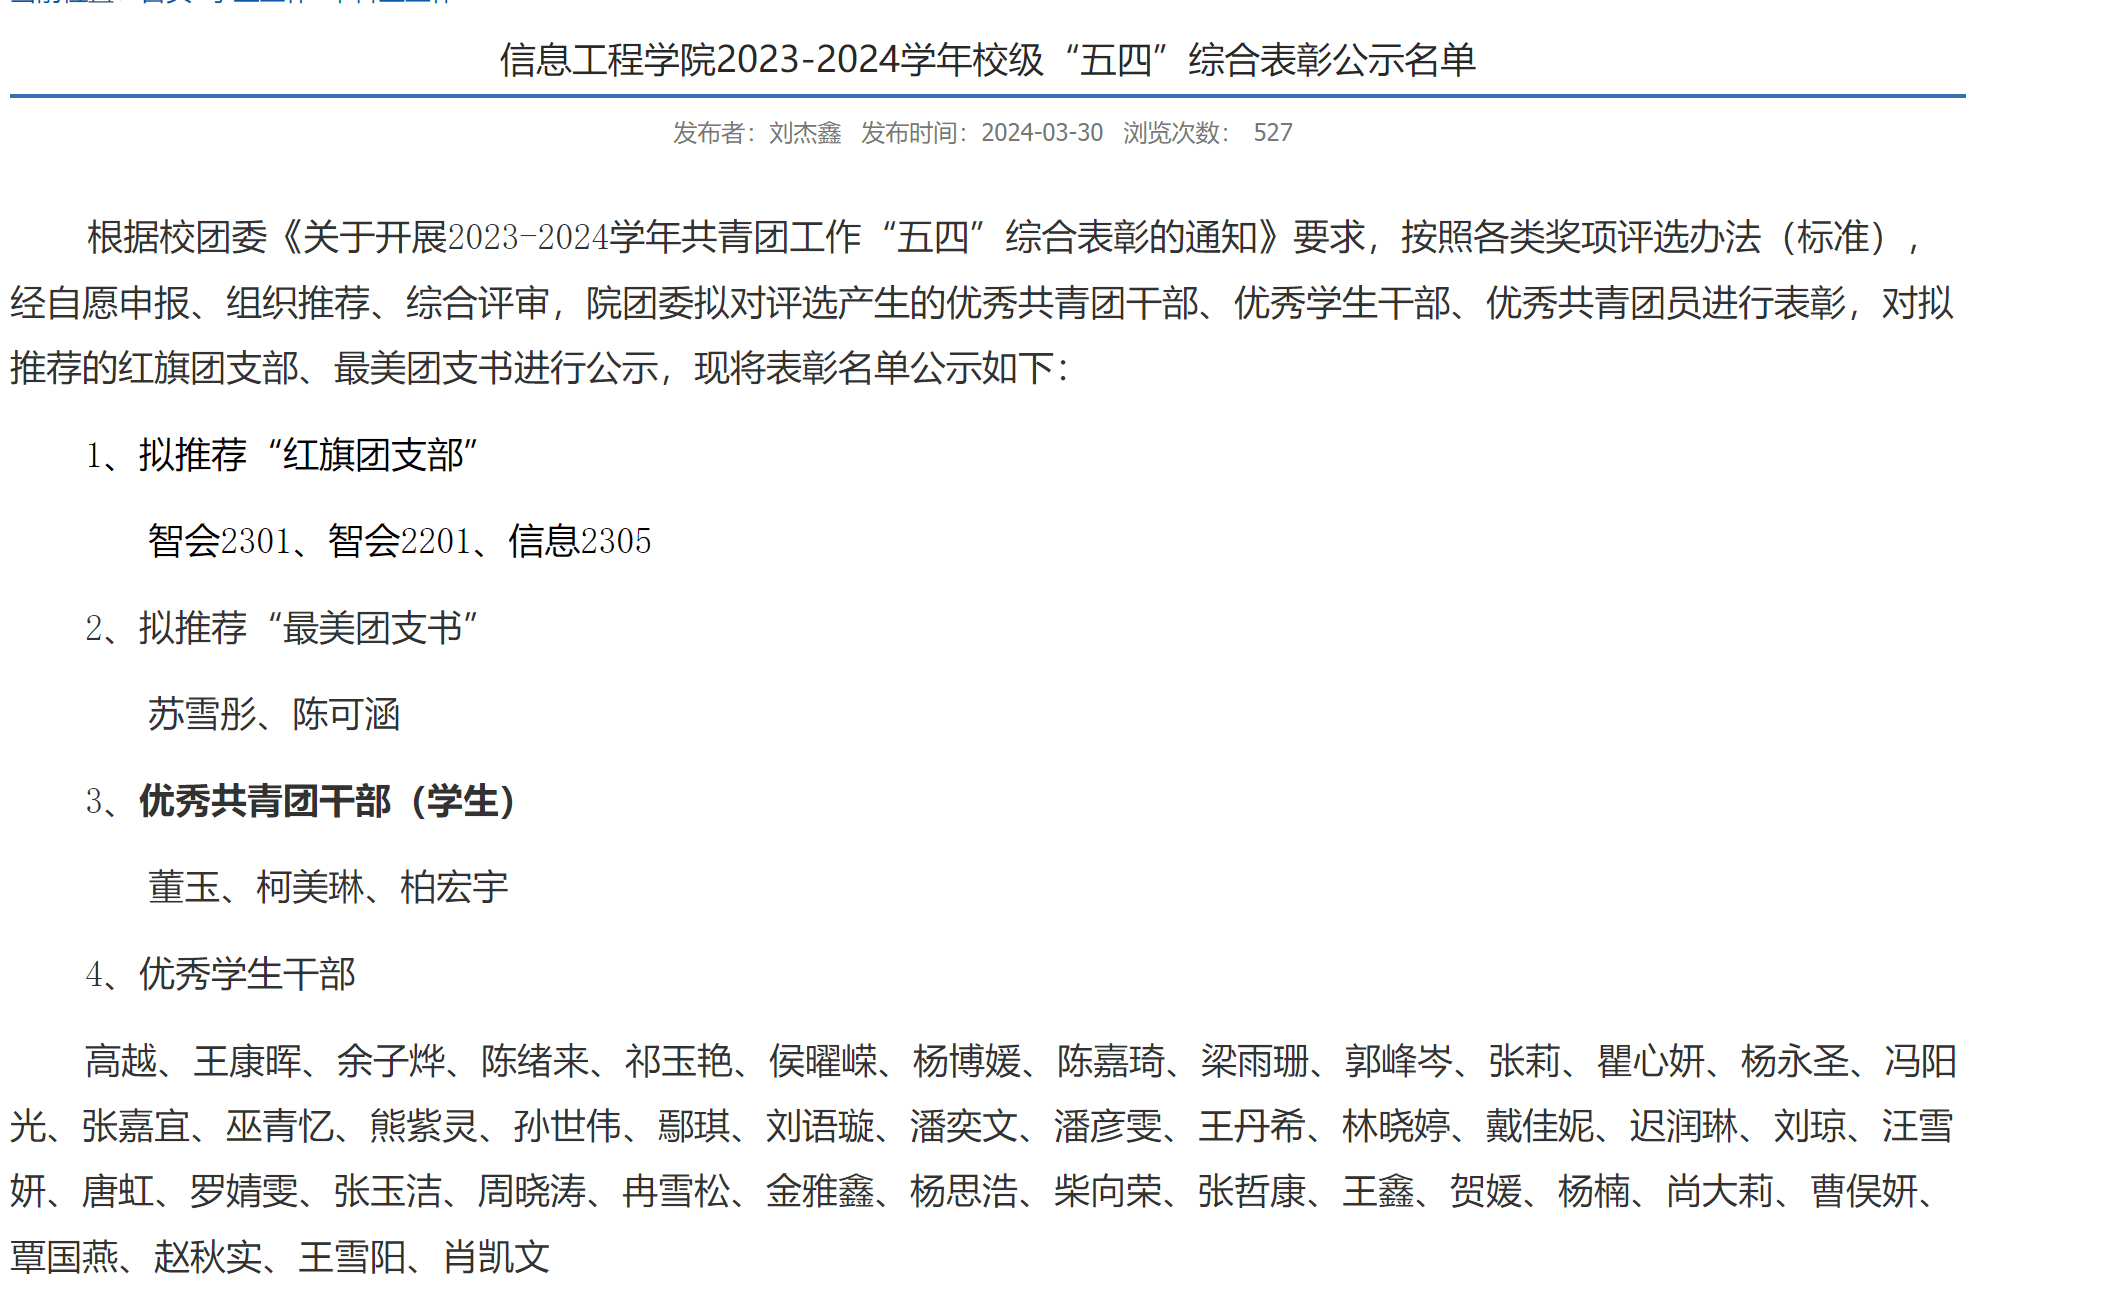 信息工程学院2023-2024学年校级“五四”综合表彰公示名单
发布者：刘杰鑫 发布时间：2024-03-30 浏览次数： 527
根据校团委《关于开展2023-2024学年共青团工作“五四”综合表彰的通知》要求，按照各类奖项评选办法（标准），
经自愿申报、组织推荐、综合评审，院团委拟对评选产生的优秀共青团干部、优秀学生干部、优秀共青团员进行表彰，对拟
推荐的红旗团支部、最美团支书进行公示，现将表彰名单公示如下：
1、拟推荐“红旗团支部”
智会2301、智会2201、信息2305
2、拟推荐“最美团支书”
苏雪彤、陈可涵
3、优秀共青团干部（学生）
董玉、柯美琳、柏宏宇
4、优秀学生干部
高越、王康晖、余子烨、陈绪来、祁玉艳、侯曜嵘、杨博媛、陈嘉琦、梁雨珊、郭峰岑、张莉、瞿心妍、杨永圣、冯阳
光、张嘉宜、巫青忆、熊紫灵、孙世伟、鄢琪、刘语璇、潘奕文、潘彦雯、王丹希、林晓婷、戴佳妮、迟润琳、刘琼、汪雪
妍、唐虹、罗婧雯、张玉洁、周晓涛、冉雪松、金雅鑫、杨思浩、柴向荣、张哲康、王鑫、贺媛、杨楠、尚大莉、曹俣妍、
覃国燕、赵秋实、王雪阳、肖凯文